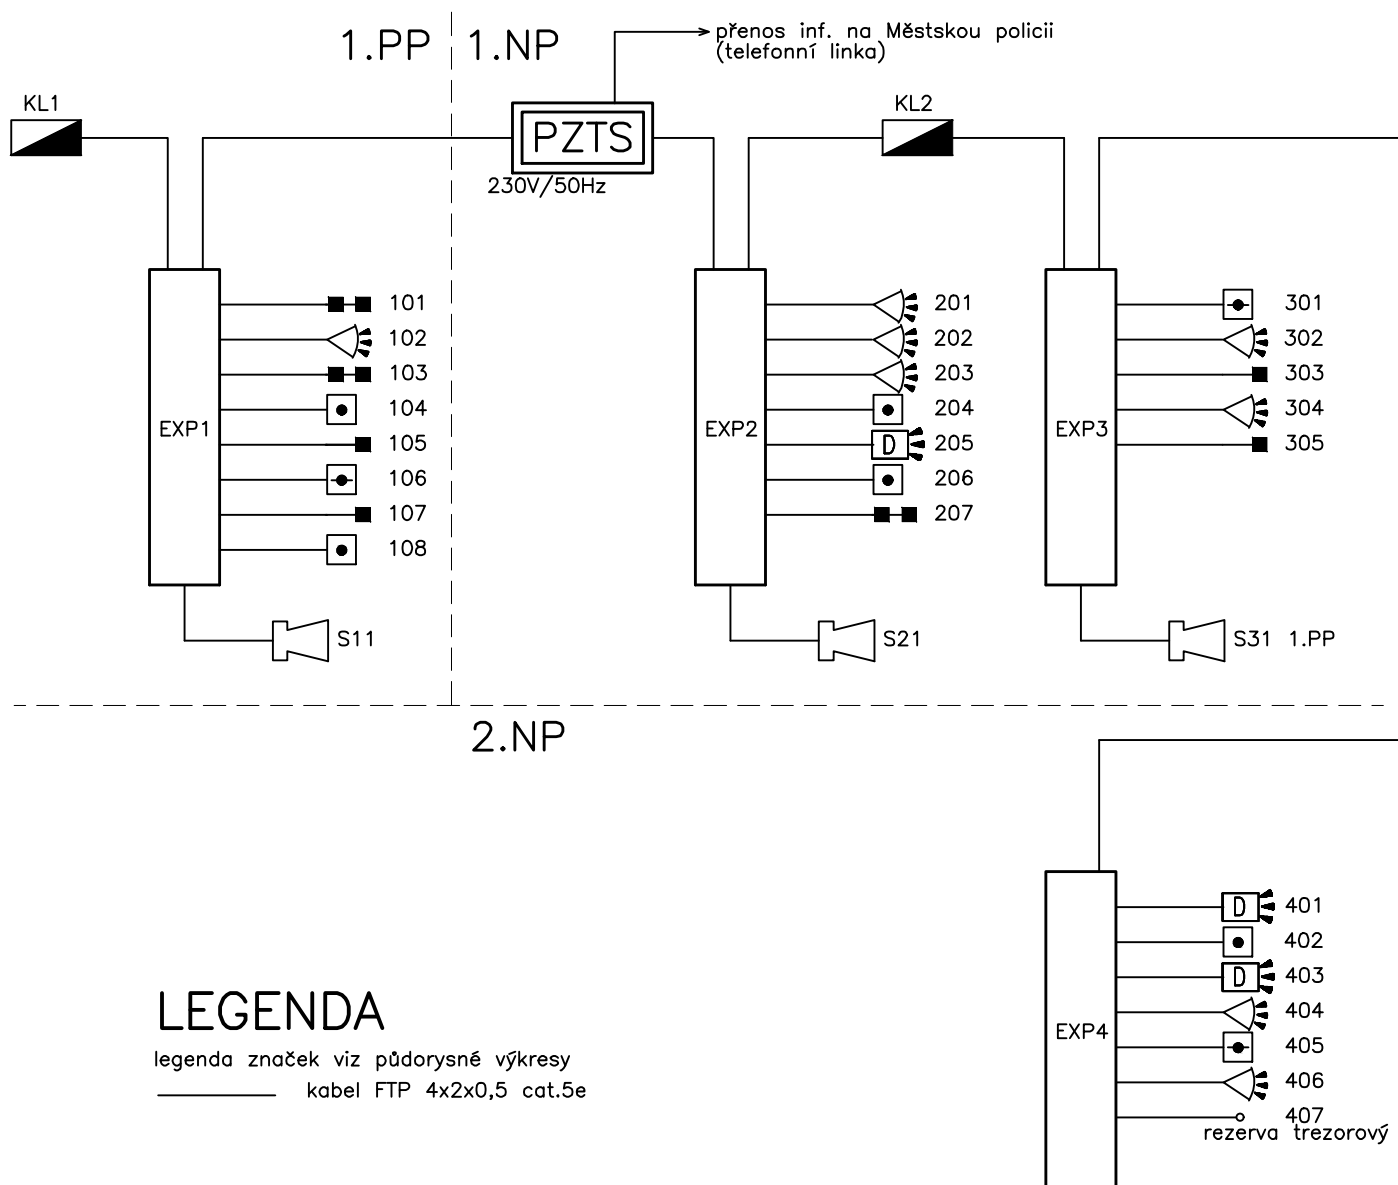 1.PP
1.NP
přenos inf. na Městskou policii
(telefonní linka)
KL1
PZTS
KL2
230V/50Hz
EXP1
101
102
103
104
105
106
107
108
S11
EXP2
201
202
203
204
D
205
206
207
S21
EXP3
301
302
303
304
305
S31 1.PP
2.NP
EXP4
D
401
402
D
403
404
405
406
407
rezerva trezorový
LEGENDA
legenda značek viz půdorysné výkresy
kabel FTP 4x2x0,5 cat.5e